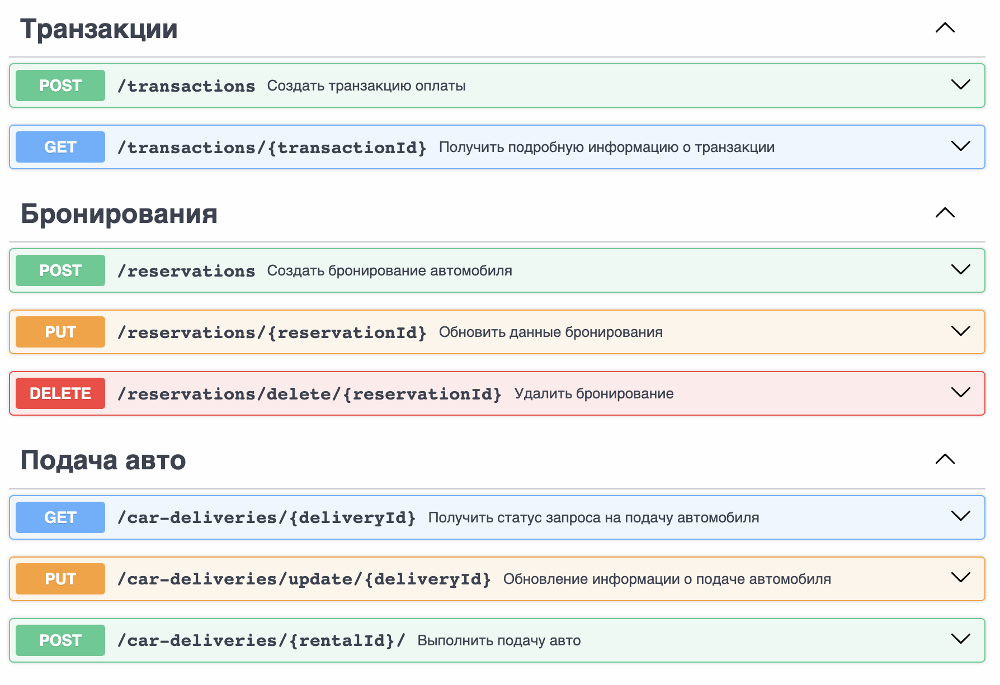 Транзакции
POST /transactions Создать транзакцию оплаты
GET /transactions/{transactionId} Получить подробную информацию о транзакции
Бронирования
POST /reservations Создать бронирование автомобиля
PUT /reservations/{reservationId} Обновить данные бронирования
DELETE /reservations/delete/{reservationId} Удалить бронирование
Подача авто
GET /car-deliveries/{deliveryId} Получить статус запроса на подачу автомобиля
PUT /car-deliveries/update/{deliveryId} Обновление информации о подаче автомобиля
POST /car-deliveries/{rentalId}/ Выполнить подачу авто